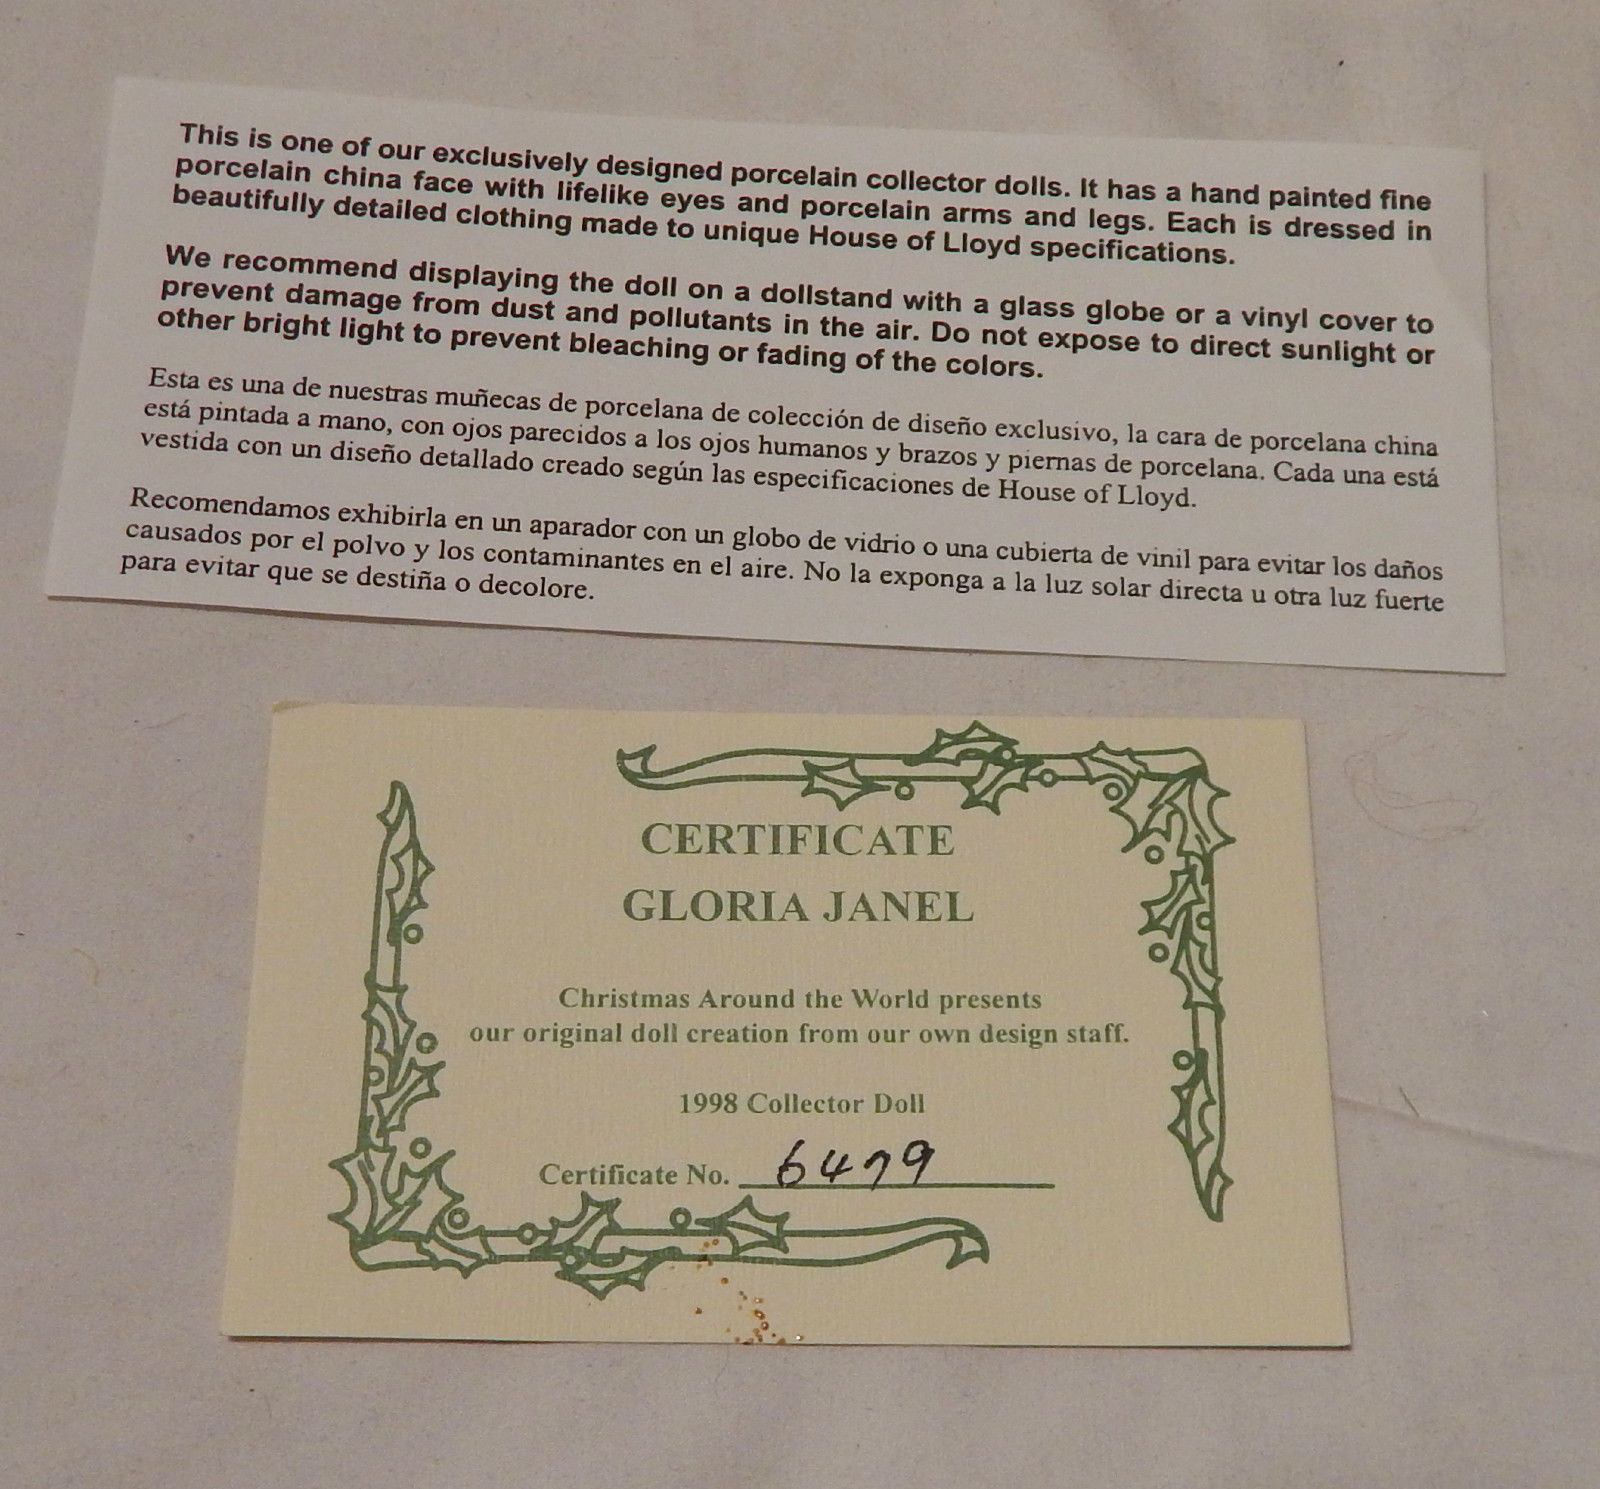 This is one of our exclusively designed porcelain collector dolls. It has a hand painted fine
porcelain china face with lifelike eyes and porcelain arms and legs. Each is dressed in
beautifully detailed clothing made to unique House of Lloyd specifications.
We recommend displaying the doll on a dollstand with a glass globe or a vinyl cover to
prevent damage from dust and pollutants in the air. Do not expose to direct sunlight or
other bright light to prevent bleaching or fading of the colors.
Esta es una de nuestras muñecas de porcelana de colección de diseño exclusivo, la cara de porcelana china
está pintada a mano, con ojos parecidos a los ojos humanos y brazos y piernas de porcelana. Cada una está
vestida con un diseño detallado creado según las especificaciones de House of Lloyd.
Recomendamos exhibirla en un aparador con un globo de vidrio o una cubierta de vinil para evitar los daños
causados por el polvo y los contaminantes en el aire. No la exponga a la luz solar directa u otra luz fuerte
para evitar que se destiña o decolore.
CERTIFICATE
GLORIA JANEL
Christmas Around the World presents
our original doll creation from our own design staff.
1998 Collector Doll
Certificate No. 6479